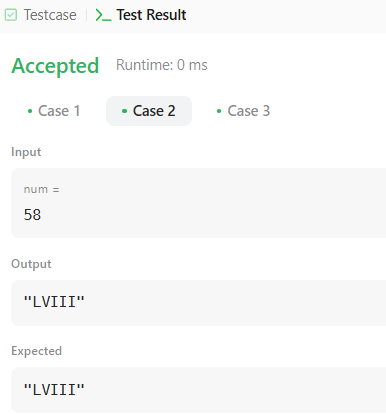 Testcase Test Result
Accepted Runtime: 0 ms
Case 1 Case 2 Case 3
Input
num =
58
Output
"LVIII"
Expected
"LVIII"